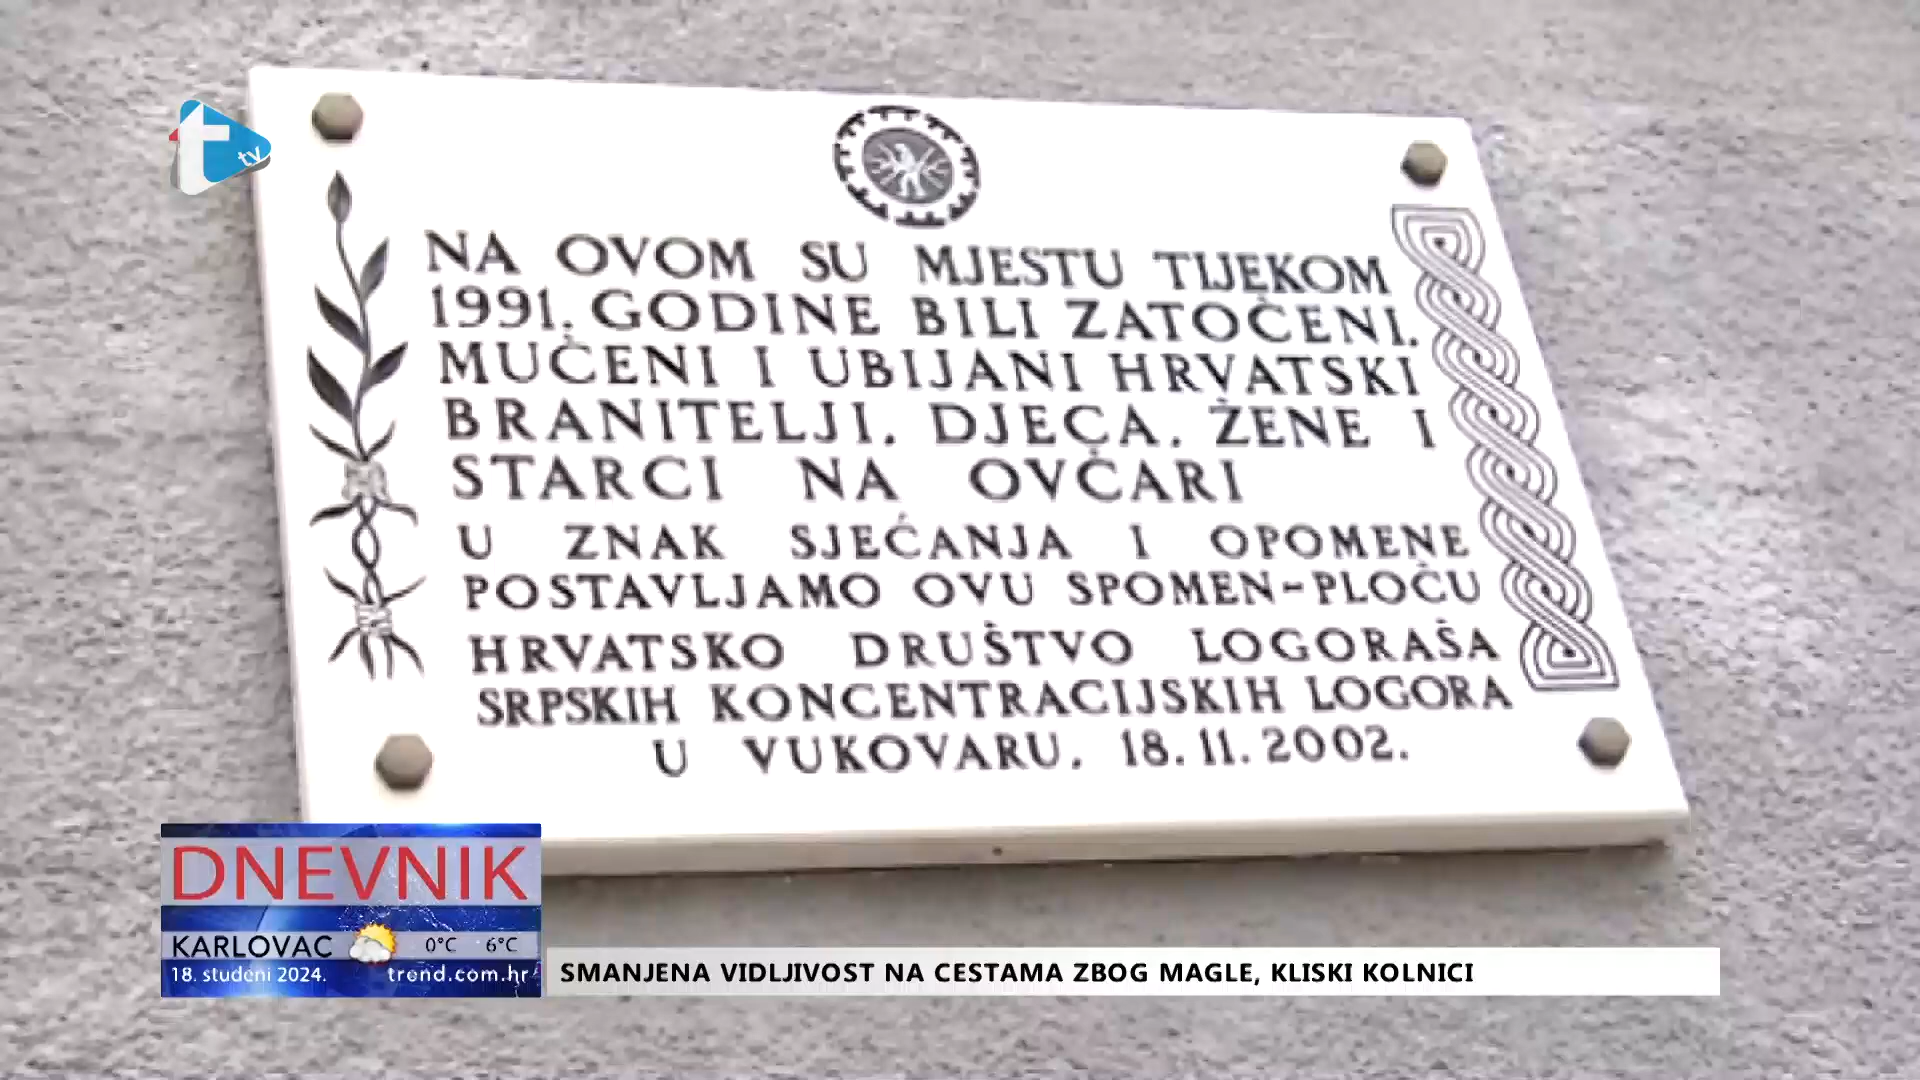 t
tv
NA OVOM SU MJESTU TIJEKOM
1991. GODINE BILI ZATOČENI.
MUČENI I UBIJANI HRVATSKI
BRANITELJI. DJECA. ŽENE I
STARCI NA OVČARI
U ZNAK SJEĆANJA I OPOMENE
POSTAVLJAMO OVU SPOMEN-PLOČU
HRVATSKO DRUŠTVO LOGORAŠA
SRPSKIH KONCENTRACIJSKIH LOGORA
U VUKOVARU. 18. 11. 2002.
DNEVNIK
KARLOVAC 0°C 6°C
18. studeni 2024. trend.com.hr
SMANJENA VIDLJIVOST NA CESTAMA ZBOG MAGLE, KLISKI KOLNICI